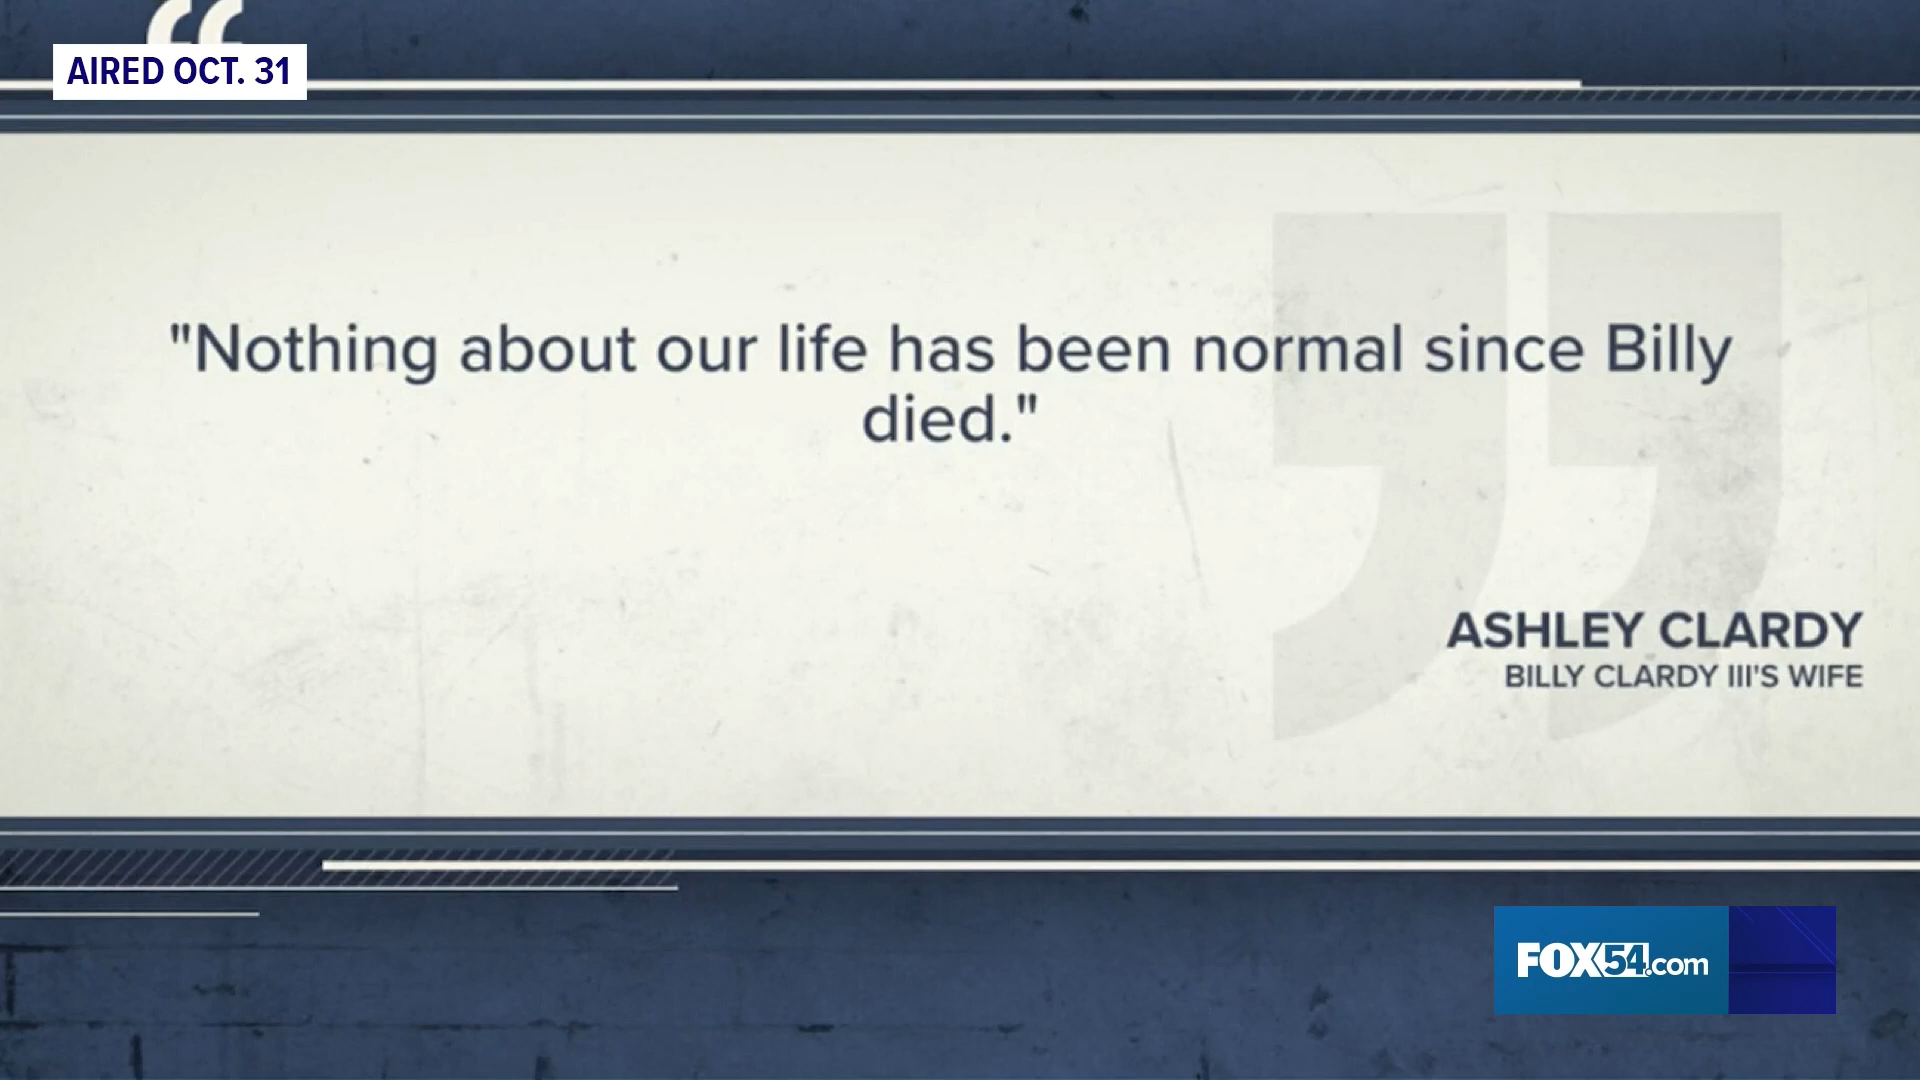 AIRED OCT. 31
"Nothing about our life has been normal since Billy
died."
ASHLEY CLARDY
BILLY CLARDY III'S WIFE
FOX54.com